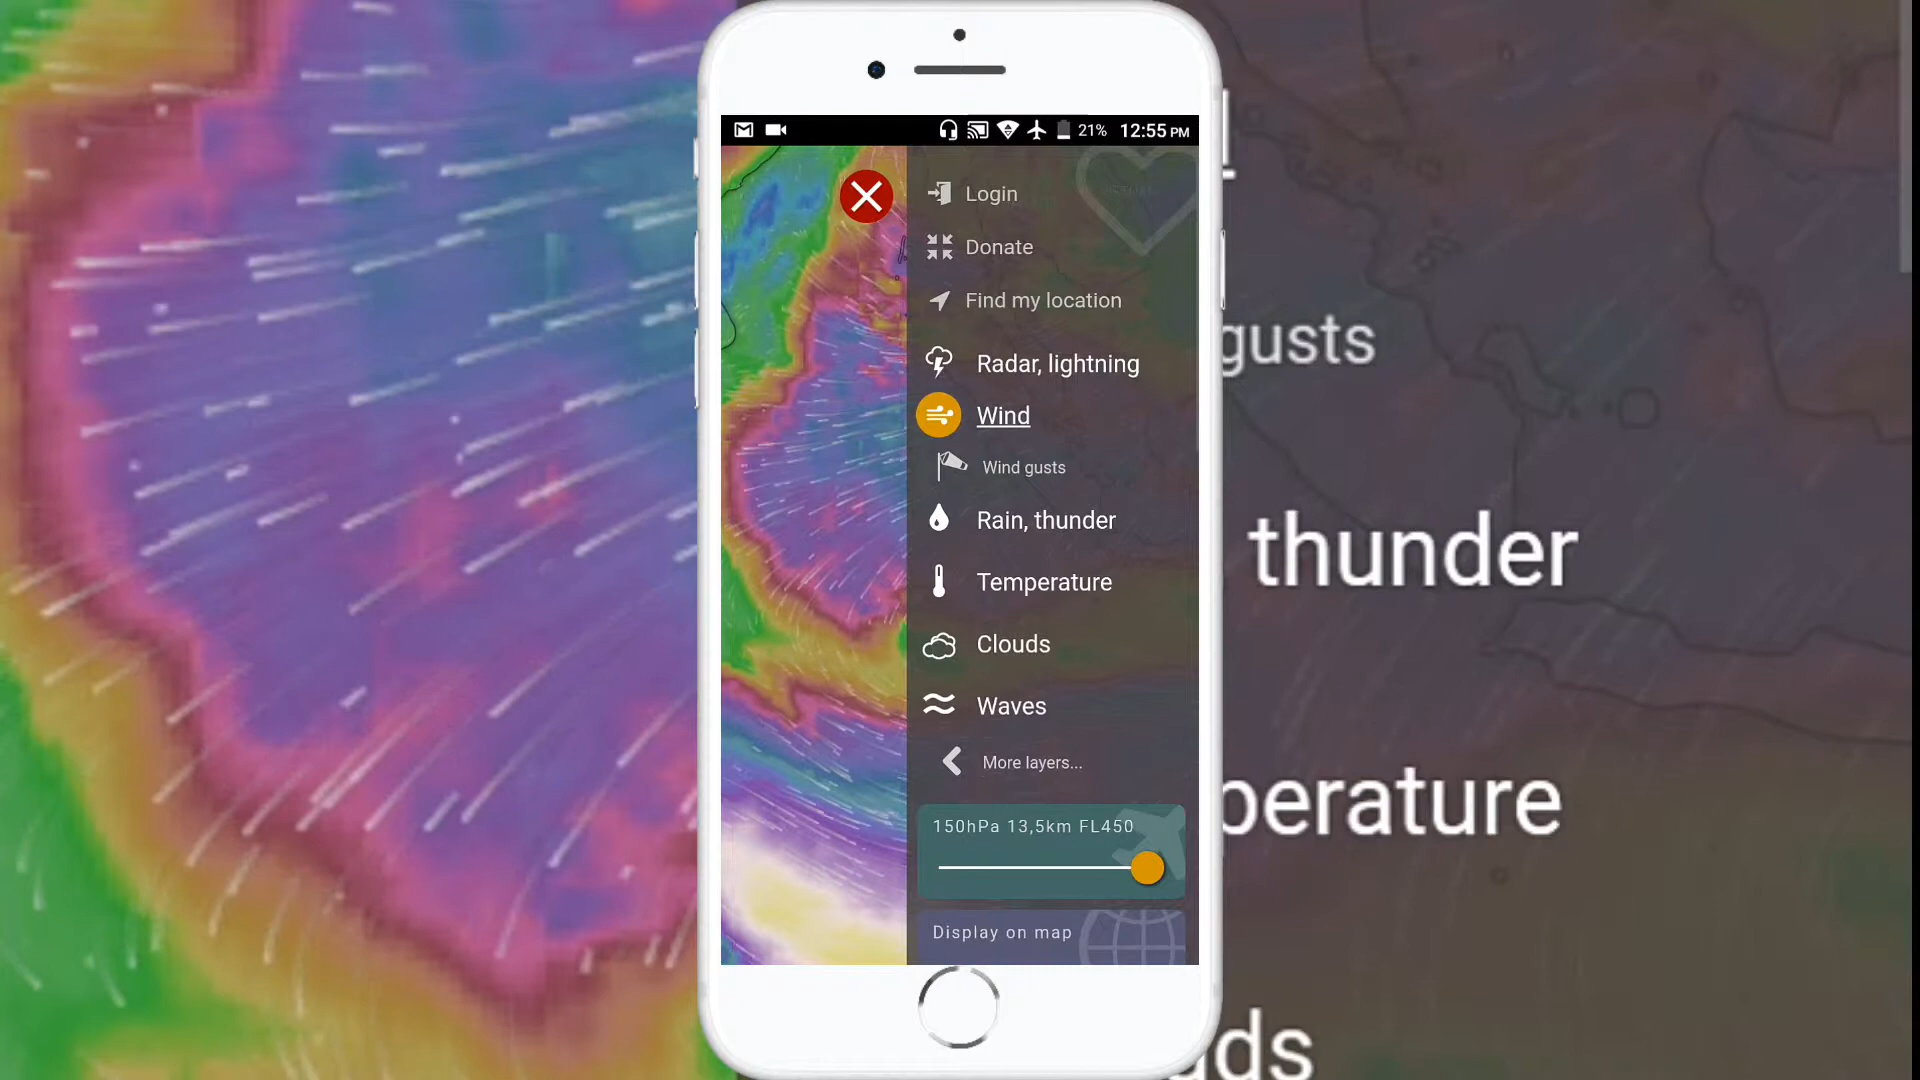 21% 12:55 PM
Login
Donate
Find my location
Radar, lightning
Wind
Wind gusts
Rain, thunder
Temperature
Clouds
Waves
More layers...
150hPa 13,5km FL450
Display on map
gusts
thunder
perature
ds